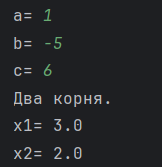 a= 1
b= -5
c= 6
Два корня.
x1= 3.0
x2= 2.0